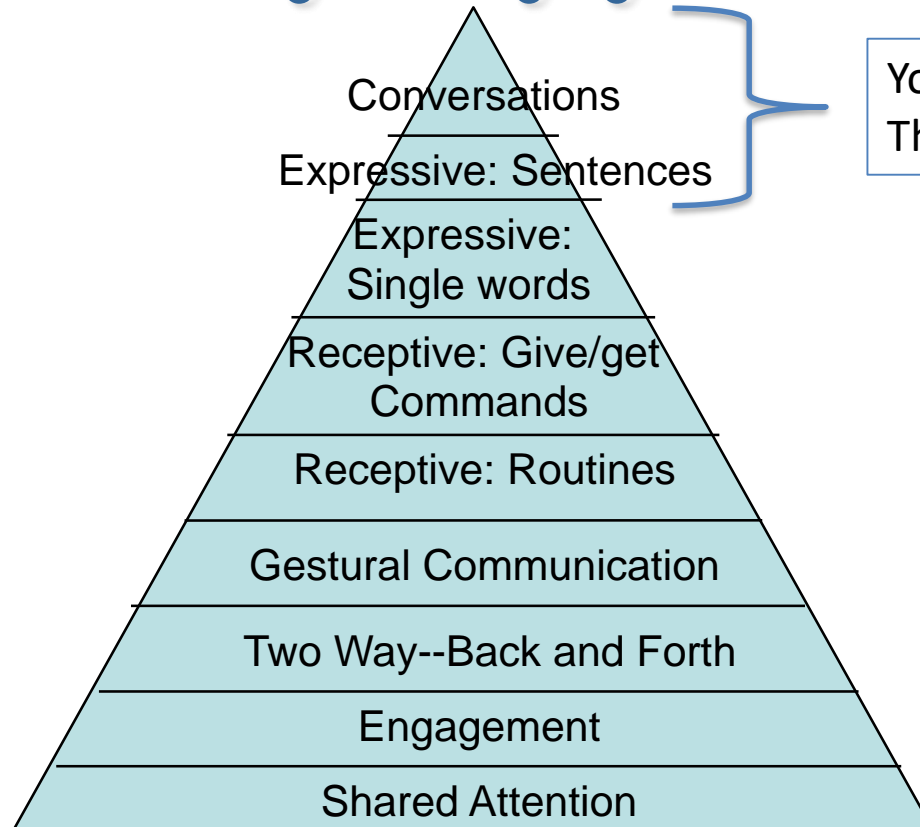 Conversations
Expressive: Sentences
Expressive:
Single words
Receptive: Give/get
Commands
Receptive: Routines
Gestural Communication
Two Way--Back and Forth
Engagement
Shared Attention